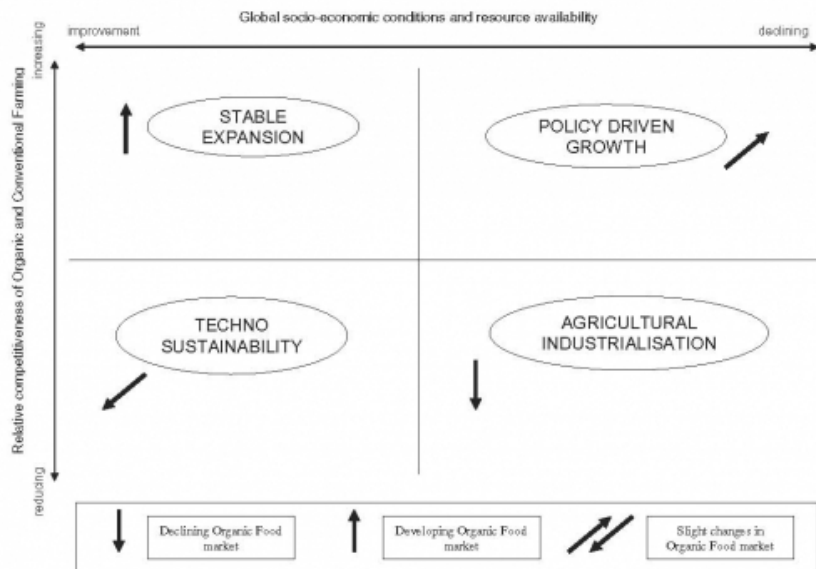 Global socio-economic conditions and resource availability
improvement
declining
increasing
Relative competitiveness of Organic and Conventional Farming
reducing
STABLE
EXPANSION
POLICY DRIVEN
GROWTH
TECHNO
SUSTAINABILITY
AGRICULTURAL
INDUSTRIALISATION
Declining Organic Food
market
Developing Organic Food
market
Slight changes in
Organic Food market